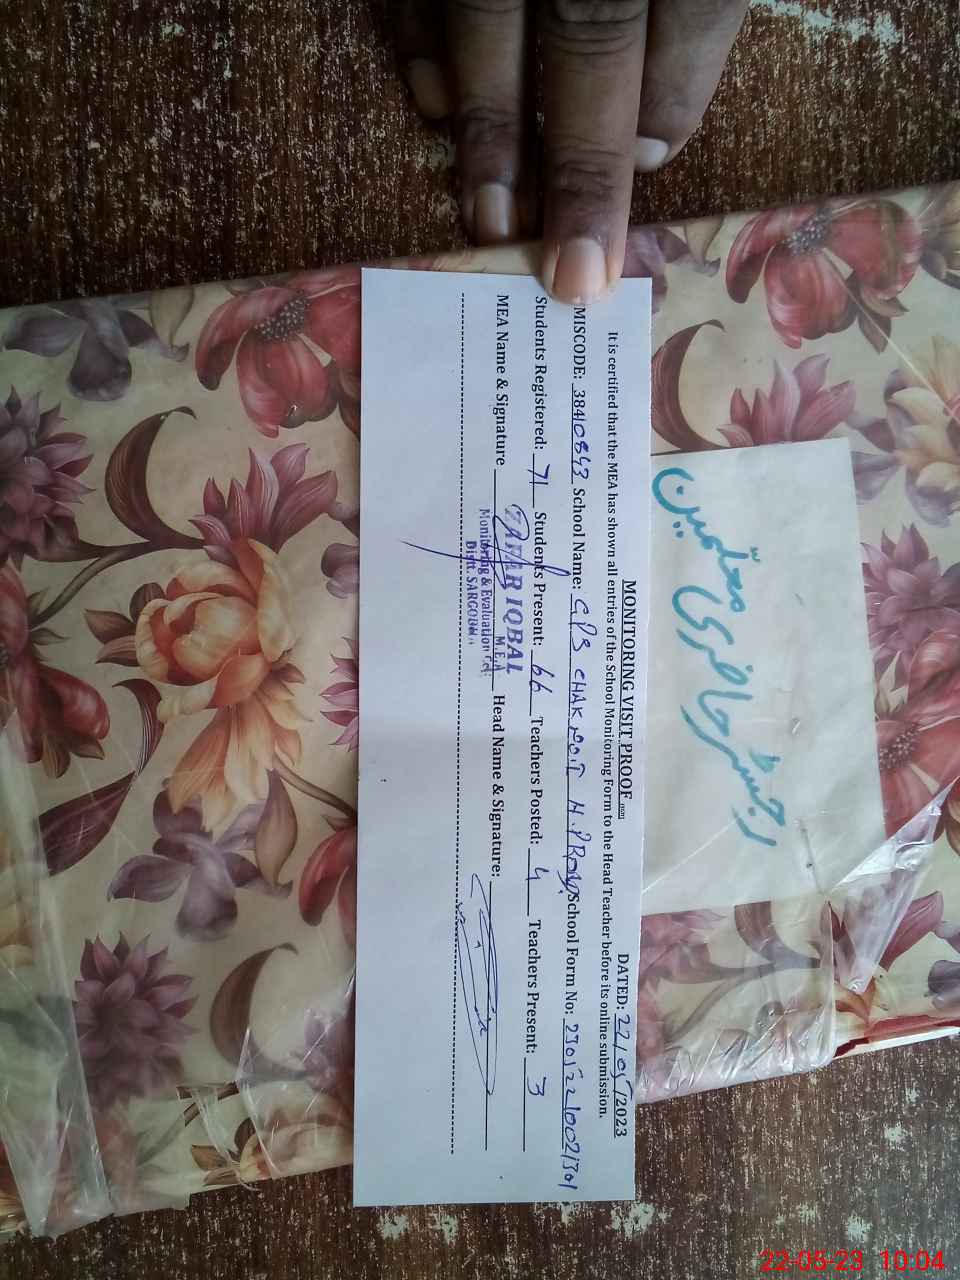 رجسٹر حاضری معلمین
MONITORING VISIT PROOF DATED: 22/05/2023
It is certified that the MEA has shown all entries of the School Monitoring Form to the Head Teacher before its online submission.
MISCODE: 38410843 School Name: GPS CHAK NO.7 School Form No:
Students Registered: 71 Students Present: 66 Teachers Posted: 4 Teachers Present: 3
MEA Name & Signature Head Name & Signature:
ZAFAR IQBAL
M.E.A
Monitoring & Evaluation Cell
Distt. SARGODHA
22-05-23 10:04